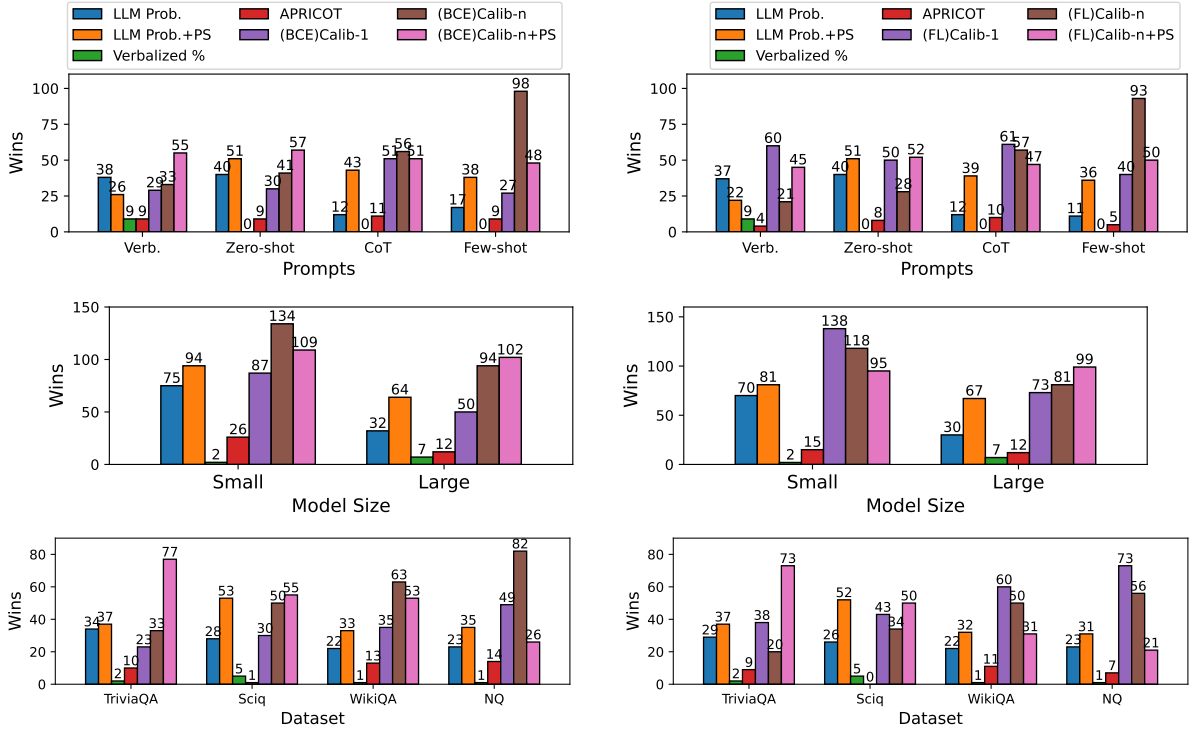 LLM Prob. APRICOT (BCE)Calib-n
LLM Prob.+PS (BCE)Calib-1 (BCE)Calib-n+PS
Verbalized %
Wins
100
75
50
25
0
38 26 9 9 29 33 55
40 51 0 9 30 41 57
12 43 0 11 51 56 51
17 38 0 9 27 98 48
Verb. Zero-shot CoT Few-shot
Prompts
LLM Prob. APRICOT (FL)Calib-n
LLM Prob.+PS (FL)Calib-1 (FL)Calib-n+PS
Verbalized %
Wins
100
75
50
25
0
37 22 9 4 60 21 45
40 51 0 8 50 28 52
12 39 0 10 61 57 47
11 36 0 5 40 93 50
Verb. Zero-shot CoT Few-shot
Prompts
Wins
150
100
50
0
75 94 2 26 87 134 109
32 64 7 12 50 94 102
Small Large
Model Size
Wins
150
100
50
0
70 81 2 15 138 118 95
30 67 7 12 73 81 99
Small Large
Model Size
Wins
80
60
40
20
0
34 37 2 10 23 33 77
28 53 5 1 30 50 55
22 33 1 13 35 63 53
23 35 1 14 49 82 26
TriviaQA Sciq WikiQA NQ
Dataset
Wins
80
60
40
20
0
29 37 2 9 38 20 73
26 52 5 0 43 34 50
22 32 1 11 60 50 31
23 31 1 7 73 56 21
TriviaQA Sciq WikiQA NQ
Dataset